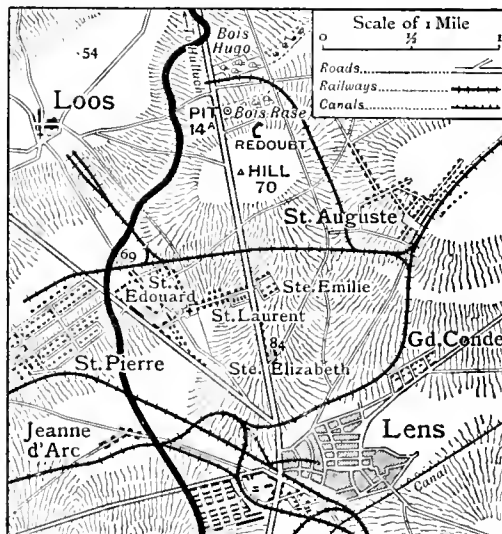 Scale of 1 Mile
0 ½ 1
Roads
Railways
Canals
54
Bois
Hugo
Loos
PIT
14A
Bois Rase
REDOUBT
HILL
70
St. Auguste
69
St.
Edouard
Ste. Emilie
St. Laurent
St. Pierre
84
Ste. Elizabeth
Gd. Conde
Jeanne
d'Arc
Lens
Canal